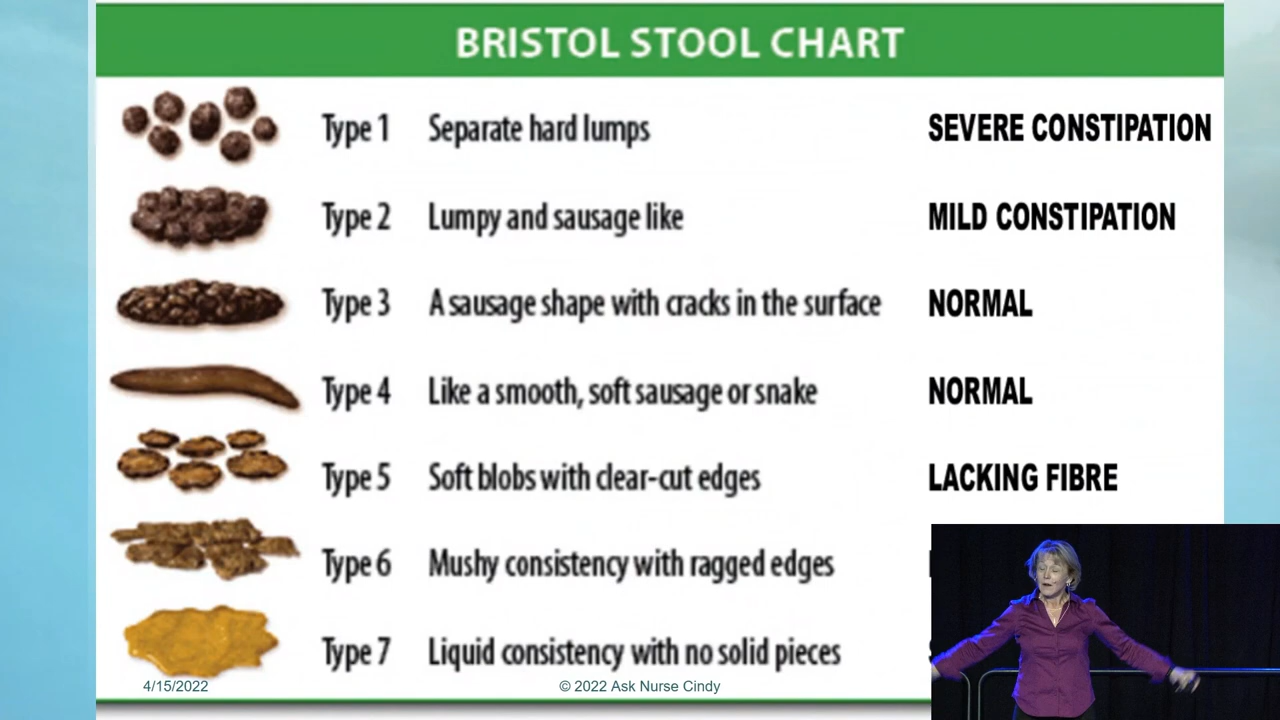 BRISTOL STOOL CHART
Type 1 Separate hard lumps SEVERE CONSTIPATION
Type 2 Lumpy and sausage like MILD CONSTIPATION
Type 3 A sausage shape with cracks in the surface NORMAL
Type 4 Like a smooth, soft sausage or snake NORMAL
Type 5 Soft blobs with clear-cut edges LACKING FIBRE
Type 6 Mushy consistency with ragged edges
Type 7 Liquid consistency with no solid pieces
4/15/2022 © 2022 Ask Nurse Cindy